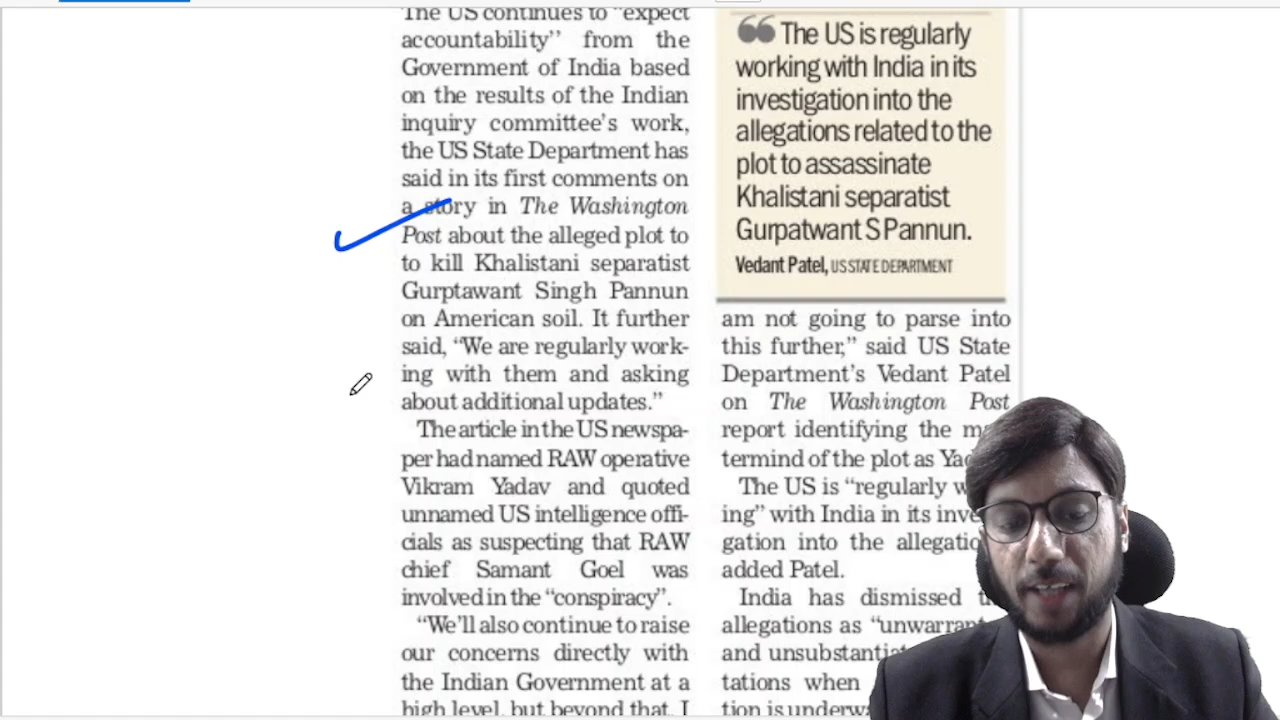 The US continues to “expect
accountability’’ from the
Government of India based
on the results of the Indian
inquiry committee’s work,
the US State Department has
said in its first comments on
a story in The Washington
Post about the alleged plot to
to kill Khalistani separatist
Gurptawant Singh Pannun
on American soil. It further
said, “We are regularly work-
ing with them and asking
about additional updates.”
The article in the US newspa-
per had named RAW operative
Vikram Yadav and quoted
unnamed US intelligence offi-
cials as suspecting that RAW
chief Samant Goel was
involved in the “conspiracy”.
“We’ll also continue to raise
our concerns directly with
the Indian Government at a
high level, but beyond that, I
❝ The US is regularly
working with India in its
investigation into the
allegations related to the
plot to assassinate
Khalistani separatist
Gurpatwant S Pannun.
Vedant Patel, US STATE DEPARTMENT
am not going to parse into
this further,” said US State
Department’s Vedant Patel
on The Washington Post
report identifying the
termind of the plot as
The US is “regularly
ing” with India in its
gation into the
added Patel.
India has dismissed
allegations as
and
tations when
tion is